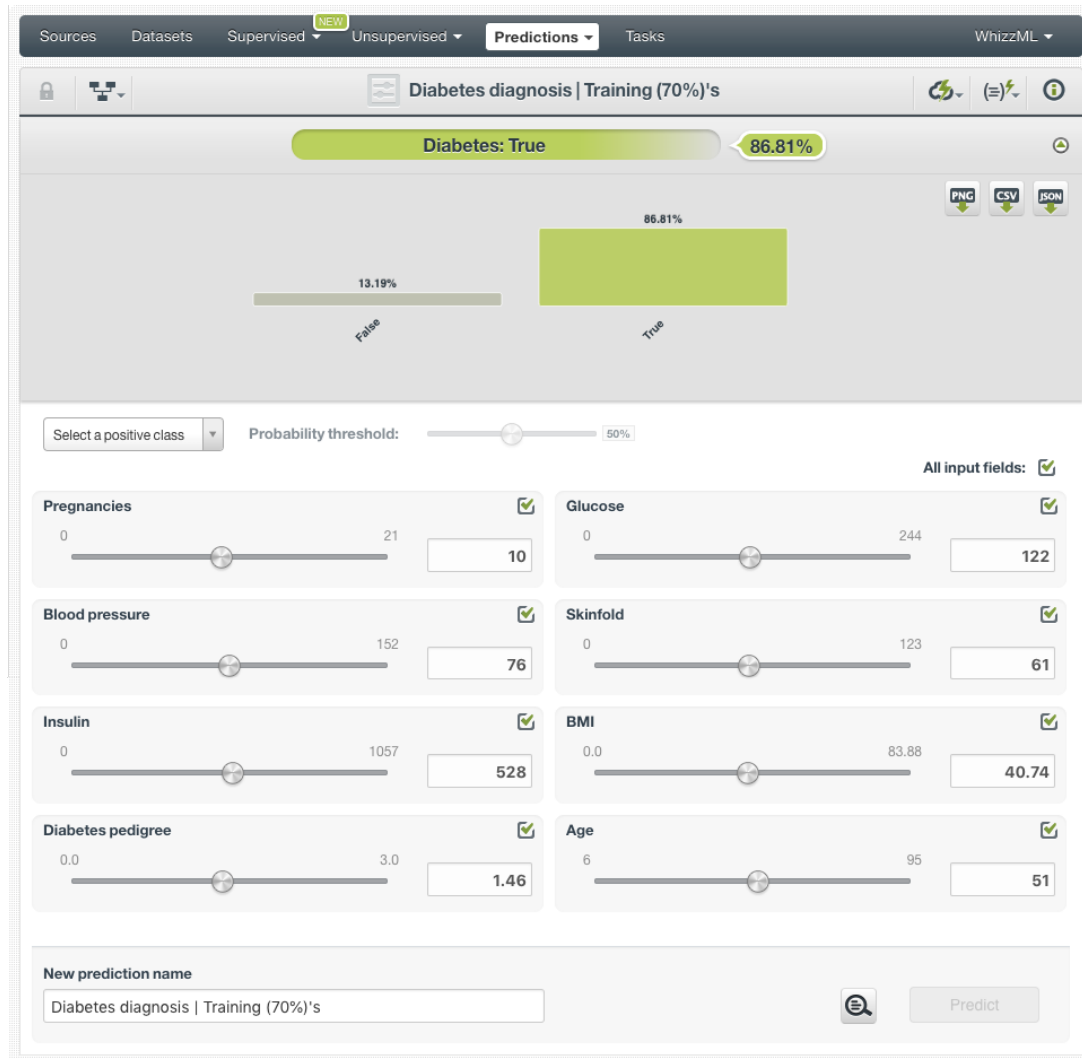 NEW
Sources Datasets Supervised Unsupervised Predictions Tasks WhizzML
Diabetes diagnosis | Training (70%)'s
Diabetes: True 86.81%
PNG CSV JSON
86.81%
13.19%
False True
Select a positive class Probability threshold: 50%
All input fields:
Pregnancies Glucose
0 21 0 244
10 122
Blood pressure Skinfold
0 152 0 123
76 61
Insulin BMI
0 1057 0.0 83.88
528 40.74
Diabetes pedigree Age
0.0 3.0 6 95
1.46 51
New prediction name
Diabetes diagnosis | Training (70%)'s Predict